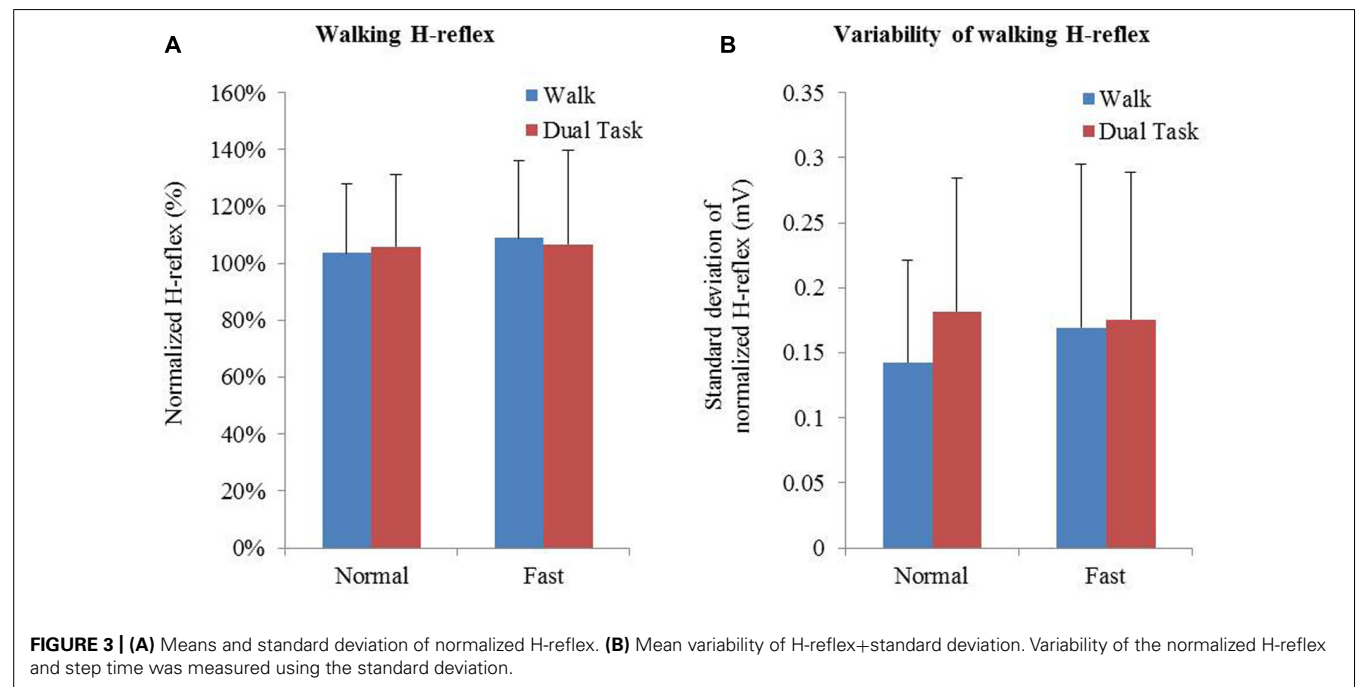 A
Walking H-reflex
Normalized H-reflex (%)
160%
140%
120%
100%
80%
60%
40%
20%
0%
Walk
Dual Task
Normal
Fast
B
Variability of walking H-reflex
Standard deviation of
normalized H-reflex (mV)
0.35
0.3
0.25
0.2
0.15
0.1
0.05
0
Walk
Dual Task
Normal
Fast
FIGURE 3 | (A) Means and standard deviation of normalized H-reflex. (B) Mean variability of H-reflex+standard deviation. Variability of the normalized H-reflex
and step time was measured using the standard deviation.